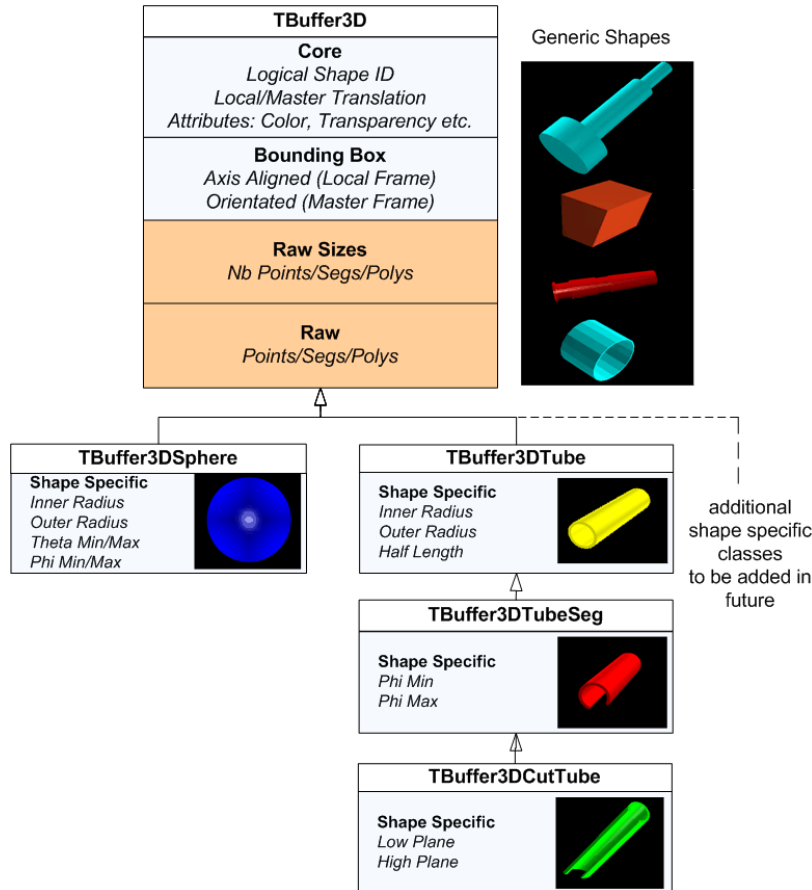 TBuffer3D
Core
Logical Shape ID
Local/Master Translation
Attributes: Color, Transparency etc.
Bounding Box
Axis Aligned (Local Frame)
Orientated (Master Frame)
Raw Sizes
Nb Points/Segs/Polys
Raw
Points/Segs/Polys
Generic Shapes
TBuffer3DSphere
Shape Specific
Inner Radius
Outer Radius
Theta Min/Max
Phi Min/Max
TBuffer3DTube
Shape Specific
Inner Radius
Outer Radius
Half Length
additional
shape specific
classes
to be added in
future
TBuffer3DTubeSeg
Shape Specific
Phi Min
Phi Max
TBuffer3DCutTube
Shape Specific
Low Plane
High Plane